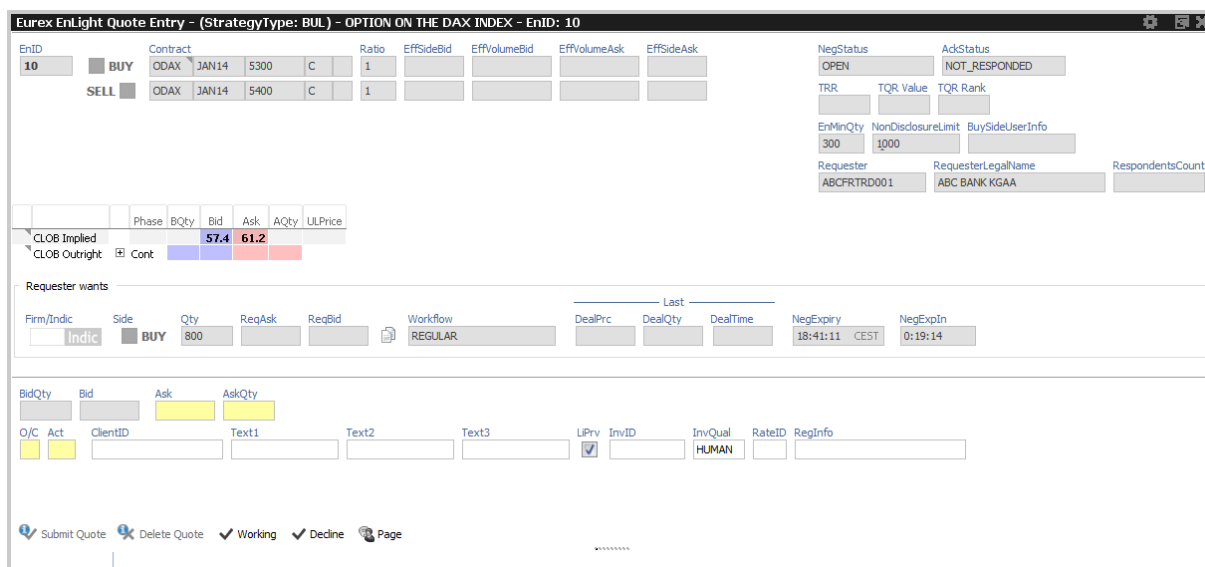 Eurex EnLight Quote Entry - (StrategyType: BUL) - OPTION ON THE DAX INDEX - EnID: 10
EnID Contract Ratio EffSideBid EffVolumeBid EffVolumeAsk EffSideAsk NegStatus AckStatus
10 BUY ODAX JAN14 5300 C 1 OPEN NOT_RESPONDED
SELL ODAX JAN14 5400 C 1
TRR TQR Value TQR Rank
EnMinQty NonDisclosureLimit BuySideUserInfo
300 1000
Requester RequesterLegalName RespondentsCount
ABCFRTRD001 ABC BANK KGAA
Phase BQty Bid Ask AQty ULPrice
CLOB Implied 57.4 61.2
CLOB Outright Cont
Requester wants
Last
Firm/Indic Side Qty ReqAsk ReqBid Workflow DealPrc DealQty DealTime NegExpiry NegExpIn
Indic BUY 800 REGULAR 18:41:11 CEST 0:19:14
BidQty Bid Ask AskQty
O/C Act ClientID Text1 Text2 Text3 LiPrv InvID InvQual RateID RegInfo
HUMAN
Submit Quote Delete Quote Working Decline Page